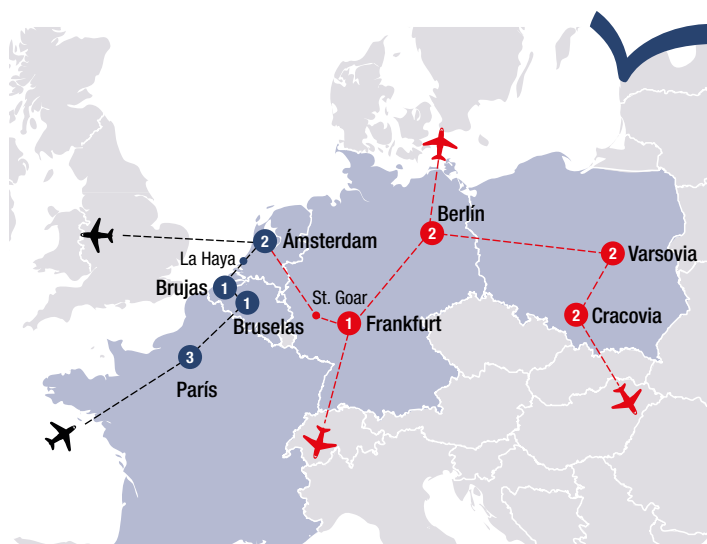 Berlín
2
2
Ámsterdam
2
Varsovia
La Haya
Brujas
1
St. Goar
1
Bruselas
2
Cracovia
1
Frankfurt
3
París